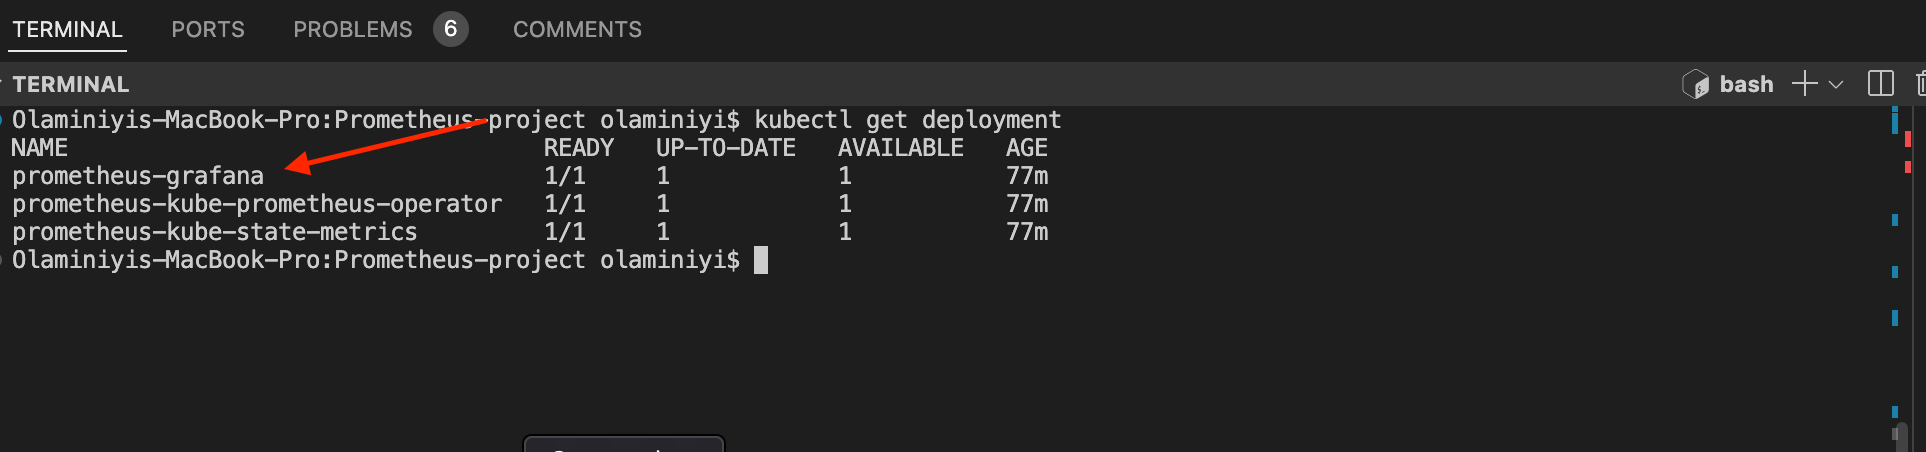 TERMINAL PORTS PROBLEMS 6 COMMENTS
TERMINAL bash
Olaminiyis-MacBook-Pro:Prometheus-project olaminiyi$ kubectl get deployment
NAME READY UP-TO-DATE AVAILABLE AGE
prometheus-grafana 1/1 1 1 77m
prometheus-kube-prometheus-operator 1/1 1 1 77m
prometheus-kube-state-metrics 1/1 1 1 77m
Olaminiyis-MacBook-Pro:Prometheus-project olaminiyi$